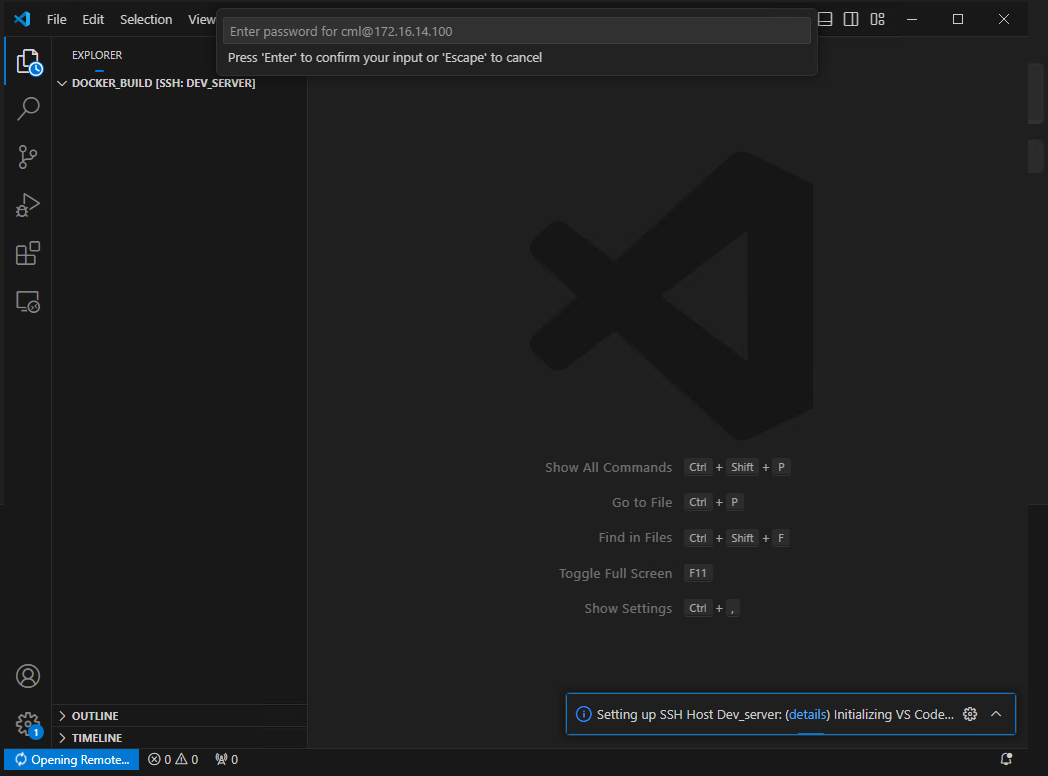 File Edit Selection View
Enter password for cml@172.16.14.100
Press 'Enter' to confirm your input or 'Escape' to cancel
EXPLORER
DOCKER_BUILD [SSH: DEV_SERVER]
Show All Commands Ctrl + Shift + P
Go to File Ctrl + P
Find in Files Ctrl + Shift + F
Toggle Full Screen F11
Show Settings Ctrl + ,
OUTLINE
TIMELINE
Setting up SSH Host Dev_server: (details) Initializing VS Code...
1
Opening Remote... 0 0 0